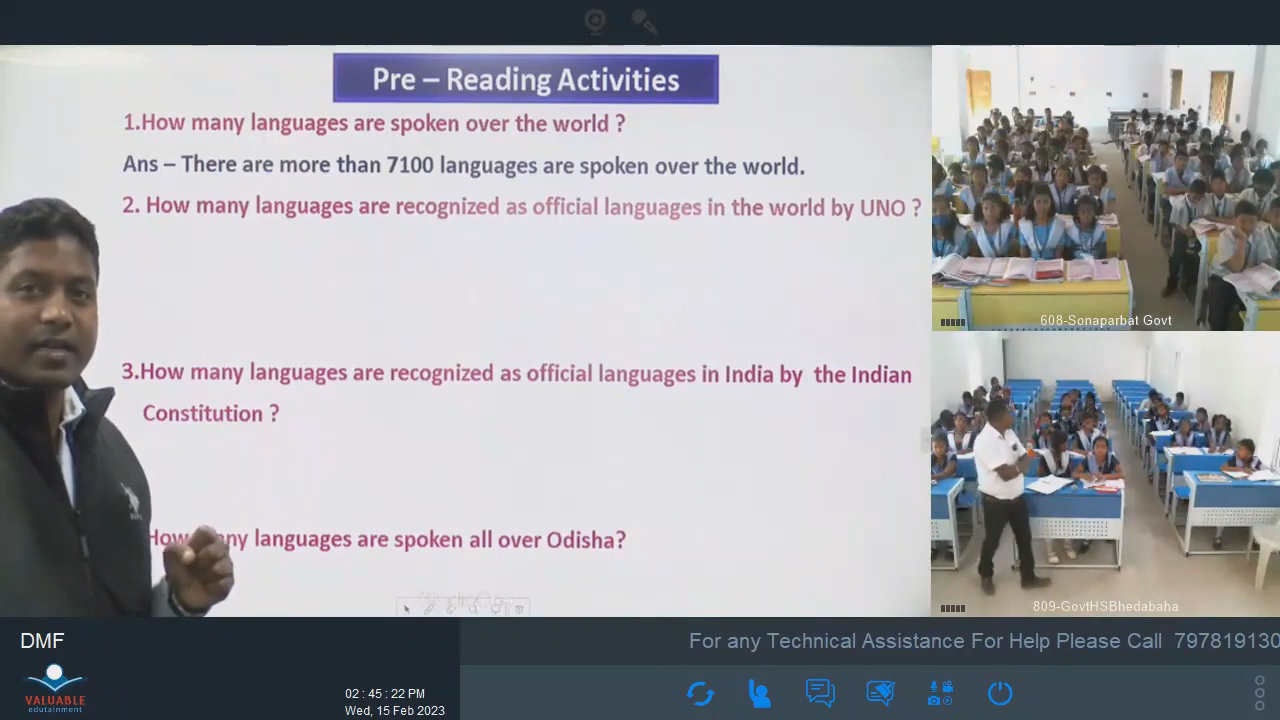 Pre – Reading Activities
1.How many languages are spoken over the world ?
Ans – There are more than 7100 languages are spoken over the world.
2. How many languages are recognized as official languages in the world by UNO ?
3.How many languages are recognized as official languages in India by the Indian
Constitution ?
How many languages are spoken all over Odisha?
608-Sonaparbat Govt
809-GovtHSBhedabaha
DMF
For any Technical Assistance For Help Please Call 797819130
VALUABLE
edutainment
02 : 45 : 22 PM
Wed, 15 Feb 2023